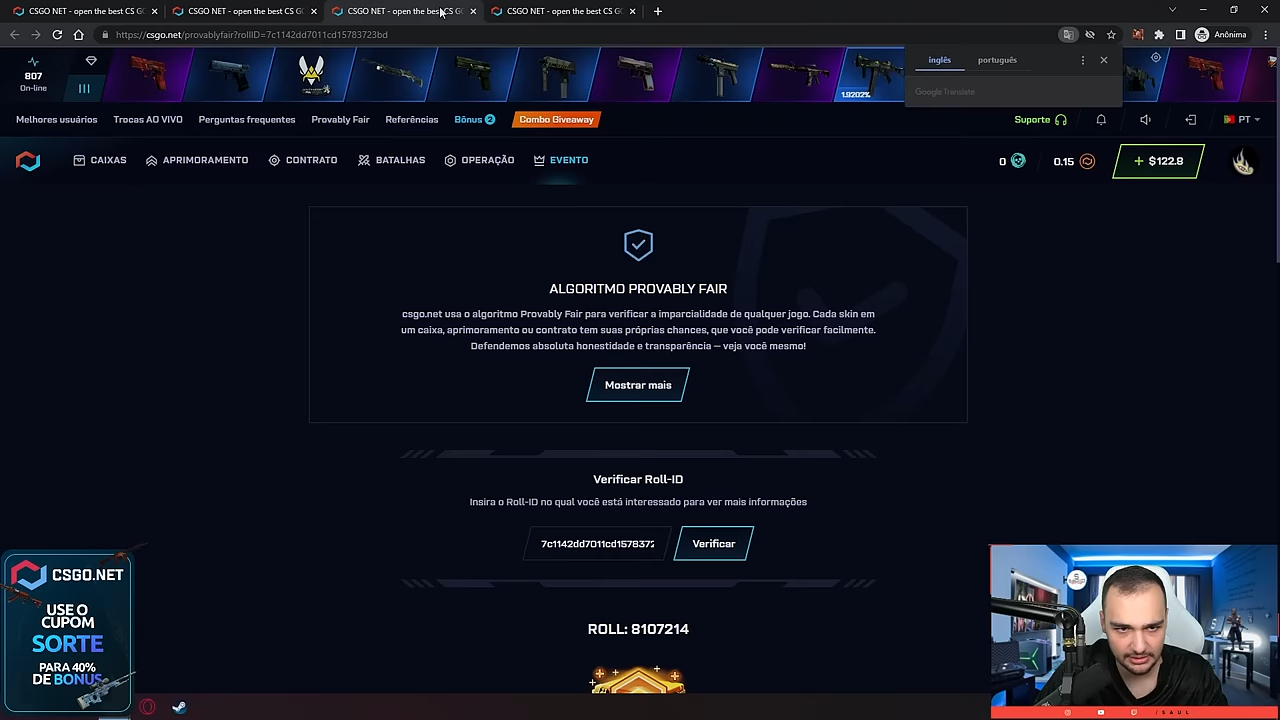 CSGO NET - open the best CS GO
CSGO NET - open the best CS GO
CSGO NET - open the best CS GO
CSGO NET - open the best CS GO
https://csgo.net/provablyfair?rollID=7c1142dd7011cd15783723bd
Anônima
807
On-line
1.9202%
inglês
português
Google Translate
Melhores usuários
Trocas AO VIVO
Perguntas frequentes
Provably Fair
Referências
Bônus 2
Combo Giveaway
Suporte
PT
CAIXAS
APRIMORAMENTO
CONTRATO
BATALHAS
OPERAÇÃO
EVENTO
0
0.15
+ $122.8
ALGORITMO PROVABLY FAIR
csgo.net usa o algoritmo Provably Fair para verificar a imparcialidade de qualquer jogo. Cada skin em
um caixa, aprimoramento ou contrato tem suas próprias chances, que você pode verificar facilmente.
Defendemos absoluta honestidade e transparência — veja você mesmo!
Mostrar mais
Verificar Roll-ID
Insira o Roll-ID no qual você está interessado para ver mais informações
7c1142dd7011cd1578372
Verificar
ROLL: 8107214
CSGO.NET
USE O
CUPOM
SORTE
PARA 40%
DE BONUS
/ S A U L